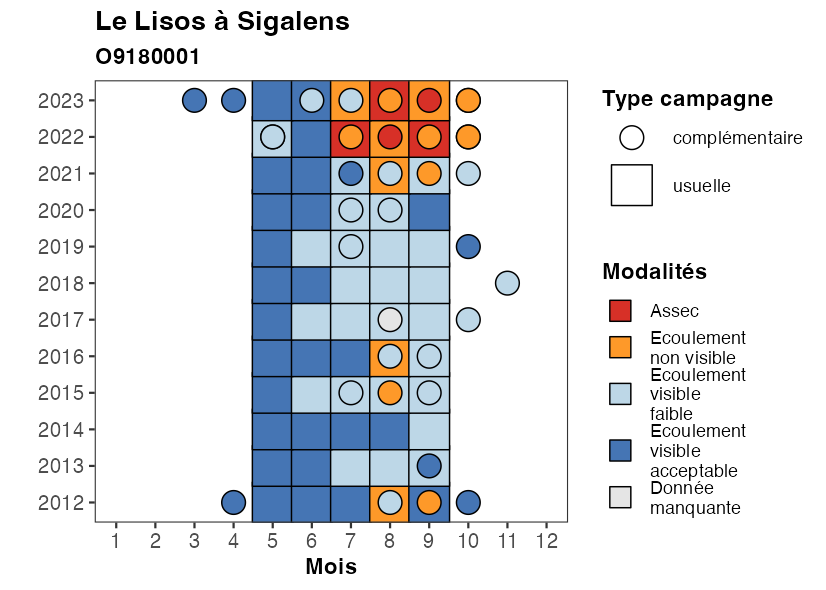 Le Lisos à Sigalens
O9180001
2023
2022
2021
2020
2019
2018
2017
2016
2015
2014
2013
2012
1 2 3 4 5 6 7 8 9 10 11 12
Mois
Type campagne
complémentaire
usuelle
Modalités
Assec
Ecoulement
non visible
Ecoulement
visible
faible
Ecoulement
visible
acceptable
Donnée
manquante